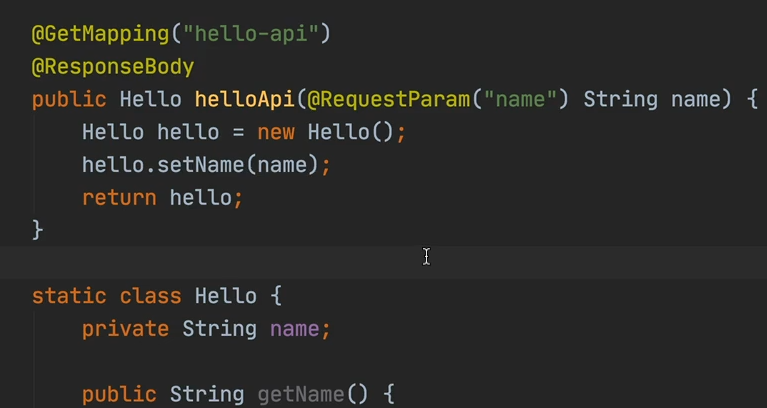 @GetMapping("hello-api")
@ResponseBody
public Hello helloApi(@RequestParam("name") String name) {
Hello hello = new Hello();
hello.setName(name);
return hello;
}
static class Hello {
private String name;
public String getName() {